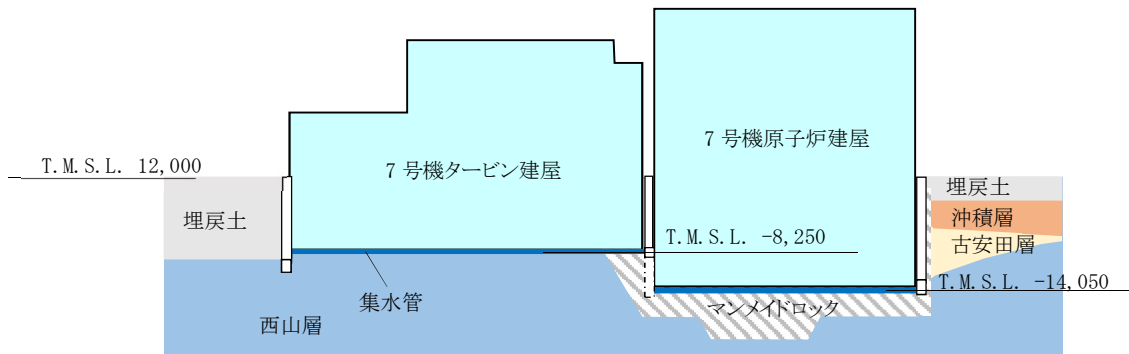 7 号機原子炉建屋
T.M.S.L. 12,000
7 号機タービン建屋
埋戻土
埋戻土
沖積層
T.M.S.L. -8,250
古安田層
T.M.S.L. -14,050
集水管
マンメイドロック
西山層